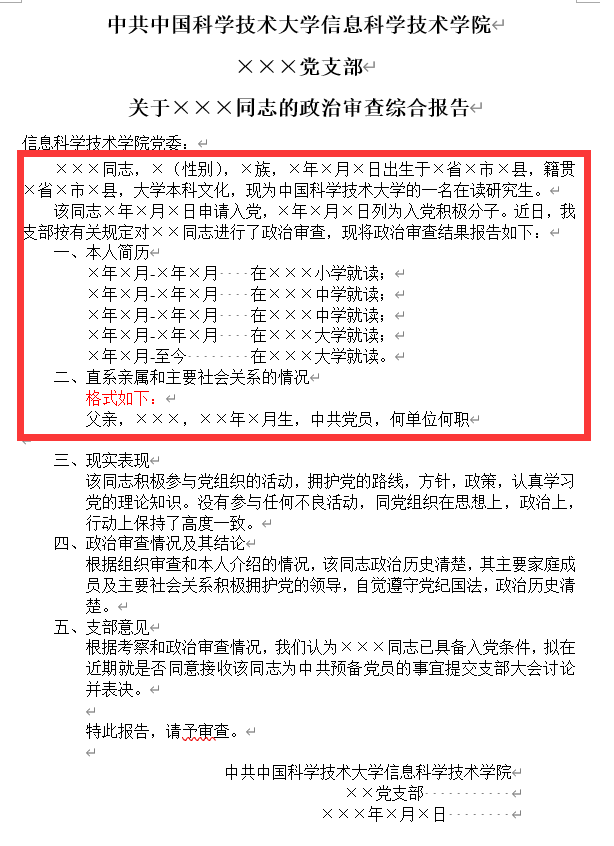 中共中国科学技术大学信息科学技术学院
×××党支部
关于×××同志的政治审查综合报告
信息科学技术学院党委：
×××同志，×（性别），×族，×年×月×日出生于×省×市×县，籍贯
×省×市×县，大学本科文化，现为中国科学技术大学的一名在读研究生。
该同志×年×月×日申请入党，×年×月×日列为入党积极分子。近日，我
支部按有关规定对××同志进行了政治审查，现将政治审查结果报告如下：
一、本人简历
×年×月-×年×月 在×××小学就读；
×年×月-×年×月 在×××中学就读；
×年×月-×年×月 在×××中学就读；
×年×月-×年×月 在×××大学就读；
×年×月-至今 在×××大学就读。
二、直系亲属和主要社会关系的情况
格式如下：
父亲，×××，××年×月生，中共党员，何单位何职
三、现实表现
该同志积极参与党组织的活动，拥护党的路线，方针，政策，认真学习
党的理论知识。没有参与任何不良活动，同党组织在思想上，政治上，
行动上保持了高度一致。
四、政治审查情况及其结论
根据组织审查和本人介绍的情况，该同志政治历史清楚，其主要家庭成
员及主要社会关系积极拥护党的领导，自觉遵守党纪国法，政治历史清
楚。
五、支部意见
根据考察和政治审查情况，我们认为×××同志已具备入党条件，拟在
近期就是否同意接收该同志为中共预备党员的事宜提交支部大会讨论
并表决。
特此报告，请予审查。
中共中国科学技术大学信息科学技术学院
××党支部
×××年×月×日